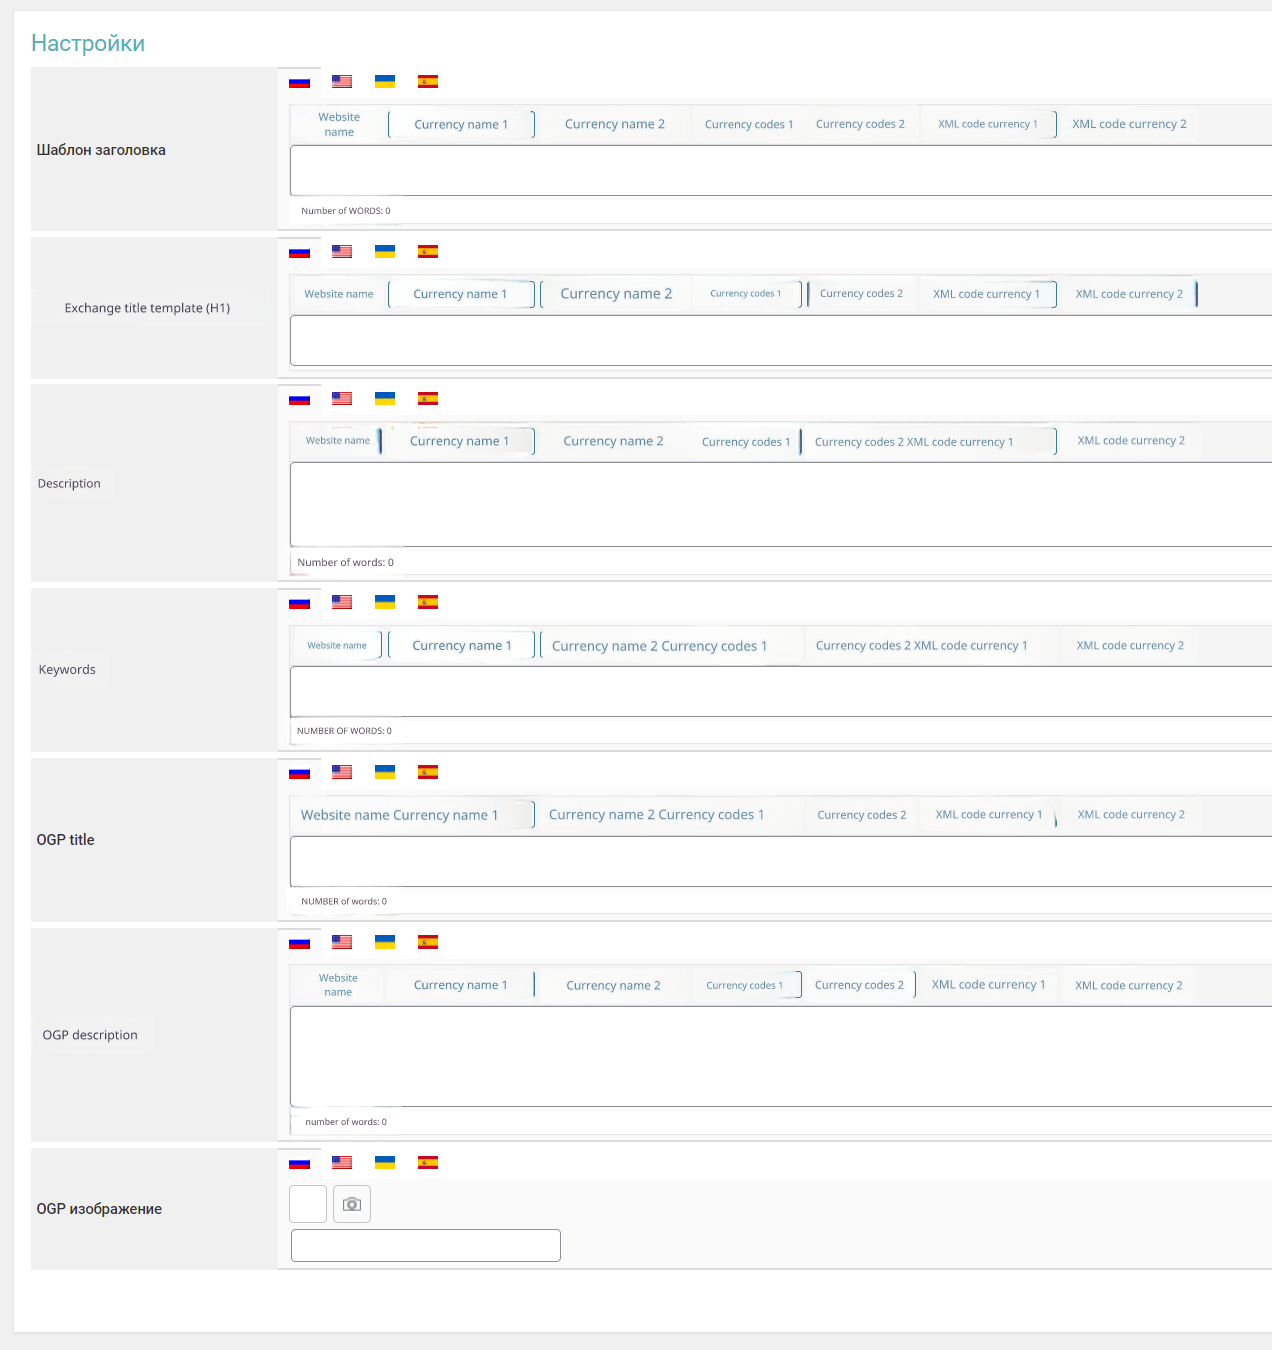 Настройки
Шаблон заголовка
Website name
Currency name 1
Currency name 2
Currency codes 1
Currency codes 2
XML code currency 1
XML code currency 2
Number of WORDS: 0
Exchange title template (H1)
Website name
Currency name 1
Currency name 2
Currency codes 1
Currency codes 2
XML code currency 1
XML code currency 2
Description
Website name
Currency name 1
Currency name 2
Currency codes 1
Currency codes 2 XML code currency 1
XML code currency 2
Number of words: 0
Keywords
Website name
Currency name 1
Currency name 2 Currency codes 1
Currency codes 2 XML code currency 1
XML code currency 2
NUMBER OF WORDS: 0
OGP title
Website name Currency name 1
Currency name 2 Currency codes 1
Currency codes 2
XML code currency 1
XML code currency 2
NUMBER of words: 0
OGP description
Website name
Currency name 1
Currency name 2
Currency codes 1
Currency codes 2
XML code currency 1
XML code currency 2
number of words: 0
OGP изображение